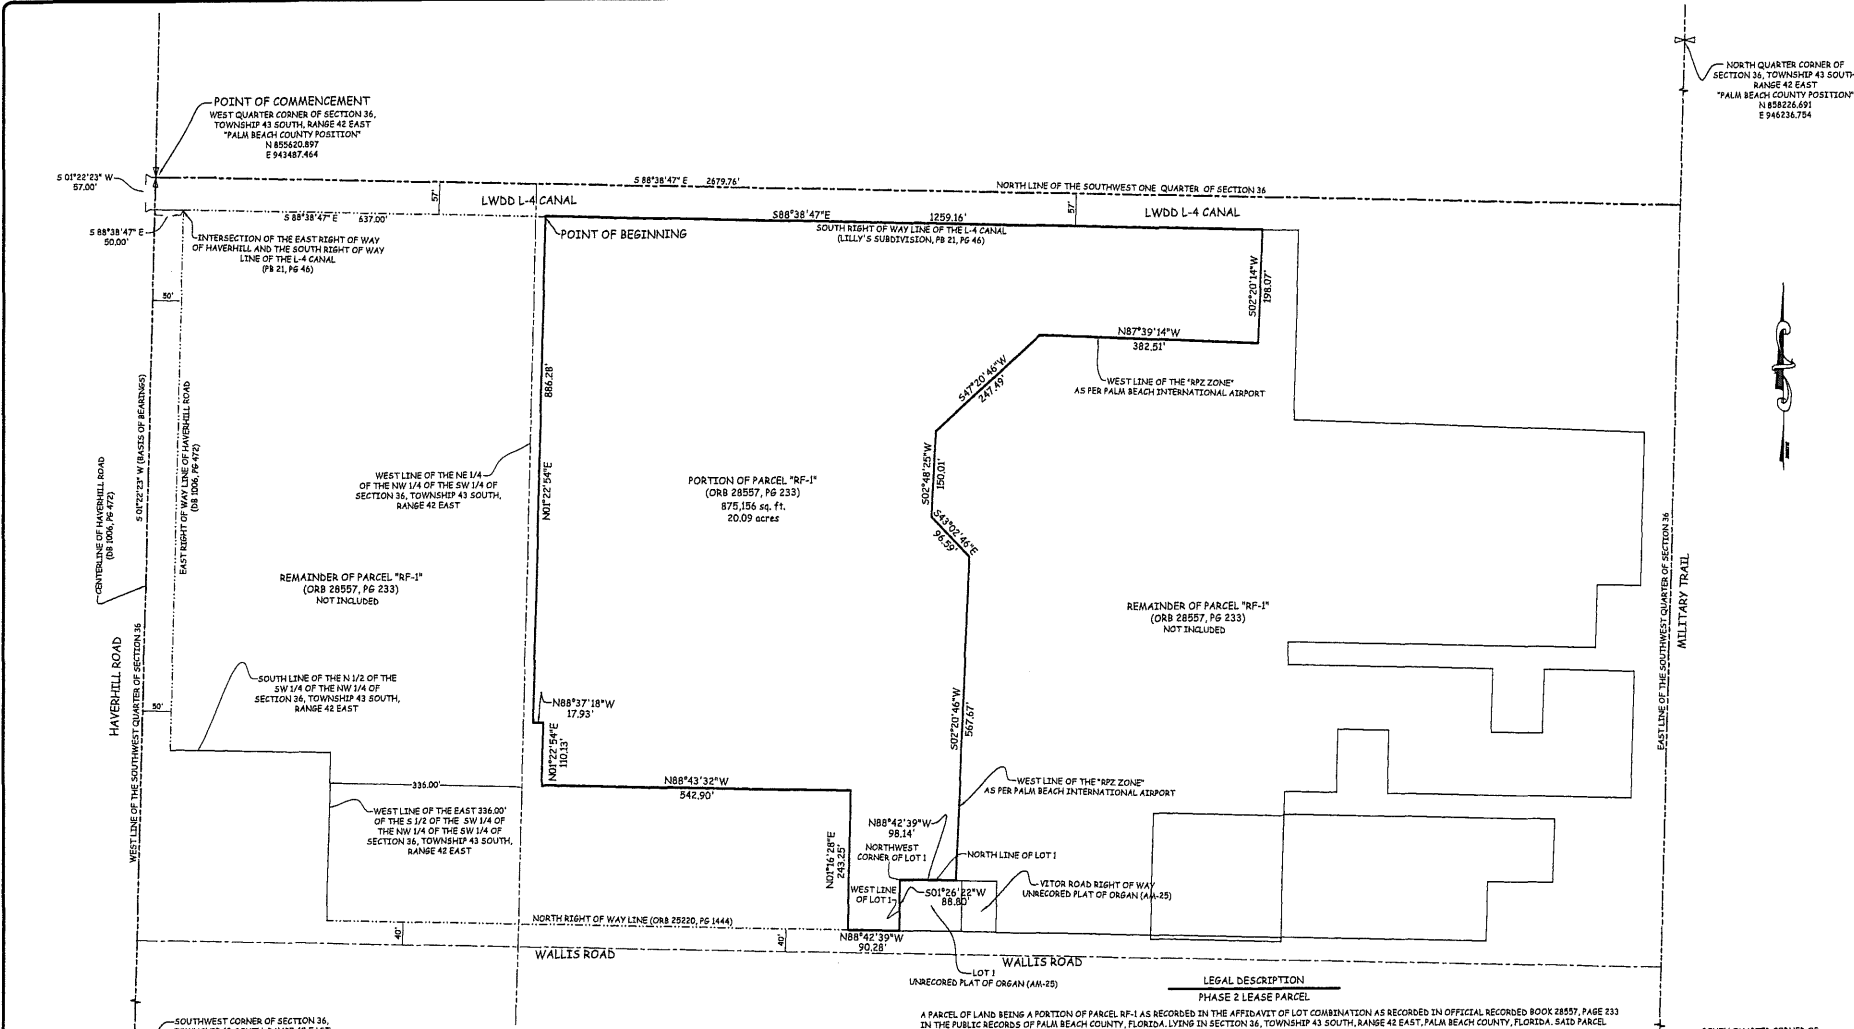 POINT OF COMMENCEMENT
WEST QUARTER CORNER OF SECTION 36,
TOWNSHIP 43 SOUTH, RANGE 42 EAST
"PALM BEACH COUNTY POSITION"
N 855620.897
E 943487.464
NORTH QUARTER CORNER OF
SECTION 36, TOWNSHIP 43 SOUTH
RANGE 42 EAST
"PALM BEACH COUNTY POSITION"
N 858226.691
E 946236.754
S 01°22'23" W
57.00'
S 88°38'47" E 2679.76'
NORTH LINE OF THE SOUTHWEST ONE QUARTER OF SECTION 36
57'
LWDD L-4 CANAL
57'
LWDD L-4 CANAL
S 88°38'47" E 637.00'
S 88°38'47" E
50.00'
S88°38'47"E 1259.16'
SOUTH RIGHT OF WAY LINE OF THE L-4 CANAL
(LILLY'S SUBDIVISION, PB 21, PG 46)
POINT OF BEGINNING
INTERSECTION OF THE EAST RIGHT OF WAY
OF HAVERHILL AND THE SOUTH RIGHT OF WAY
LINE OF THE L-4 CANAL
(PB 21, PG 46)
50'
S02°20'14"W
198.07'
N87°39'14"W
382.51'
WEST LINE OF THE "RPZ ZONE"
AS PER PALM BEACH INTERNATIONAL AIRPORT
S47°20'46"W
247.49'
886.28'
N01°22'54"E
S 01°22'23" W (BASIS OF BEARINGS)
EAST RIGHT OF WAY LINE OF HAVERHILL ROAD
(DB 1006, PG 472)
CENTERLINE OF HAVERHILL ROAD
(DB 1006, PG 472)
WEST LINE OF THE NE 1/4
OF THE NW 1/4 OF THE SW 1/4 OF
SECTION 36, TOWNSHIP 43 SOUTH,
RANGE 42 EAST
PORTION OF PARCEL "RF-1"
(ORB 28557, PG 233)
875,156 sq. ft.
20.09 acres
S02°48'25"W
150.01'
S43°02'46"E
96.59'
REMAINDER OF PARCEL "RF-1"
(ORB 28557, PG 233)
NOT INCLUDED
REMAINDER OF PARCEL "RF-1"
(ORB 28557, PG 233)
NOT INCLUDED
EAST LINE OF THE SOUTHWEST QUARTER OF SECTION 36
MILITARY TRAIL
HAVERHILL ROAD
WEST LINE OF THE SOUTHWEST QUARTER OF SECTION 36
SOUTH LINE OF THE N 1/2 OF THE
SW 1/4 OF THE NW 1/4 OF
SECTION 36, TOWNSHIP 43 SOUTH,
RANGE 42 EAST
50'
N88°37'18"W
17.93'
N01°22'54"E
110.13'
S02°20'46"W
567.67'
336.00'
N88°43'32"W
542.90'
WEST LINE OF THE "RPZ ZONE"
AS PER PALM BEACH INTERNATIONAL AIRPORT
WEST LINE OF THE EAST 336.00'
OF THE S 1/2 OF THE SW 1/4 OF
THE NW 1/4 OF THE SW 1/4 OF
SECTION 36, TOWNSHIP 43 SOUTH,
RANGE 42 EAST
N88°42'39"W
98.14'
NORTHWEST
CORNER OF LOT 1
NORTH LINE OF LOT 1
N01°16'28"E
243.25'
WEST LINE
OF LOT 1
S01°26'22"W
88.80'
VITOR ROAD RIGHT OF WAY
UNRECORED PLAT OF ORGAN (AM-25)
NORTH RIGHT OF WAY LINE (ORB 25220, PG 1444)
40'
40'
N88°42'39"W
90.28'
WALLIS ROAD
WALLIS ROAD
LOT 1
UNRECORED PLAT OF ORGAN (AM-25)
LEGAL DESCRIPTION
PHASE 2 LEASE PARCEL
A PARCEL OF LAND BEING A PORTION OF PARCEL RF-1 AS RECORDED IN THE AFFIDAVIT OF LOT COMBINATION AS RECORDED IN OFFICIAL RECORDED BOOK 28557, PAGE 233
IN THE PUBLIC RECORDS OF PALM BEACH COUNTY, FLORIDA. LYING IN SECTION 36, TOWNSHIP 43 SOUTH, RANGE 42 EAST, PALM BEACH COUNTY, FLORIDA. SAID PARCEL
SOUTHWEST CORNER OF SECTION 36,